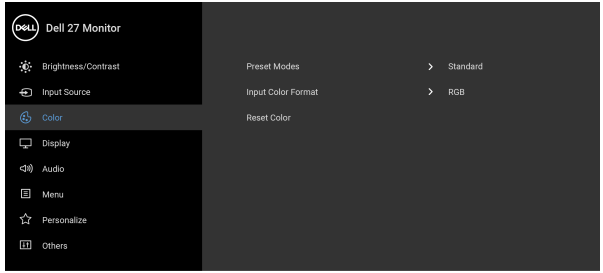 DELL Dell 27 Monitor
Brightness/Contrast
Preset Modes Standard
Input Source
Input Color Format RGB
Color
Reset Color
Display
Audio
Menu
Personalize
Others